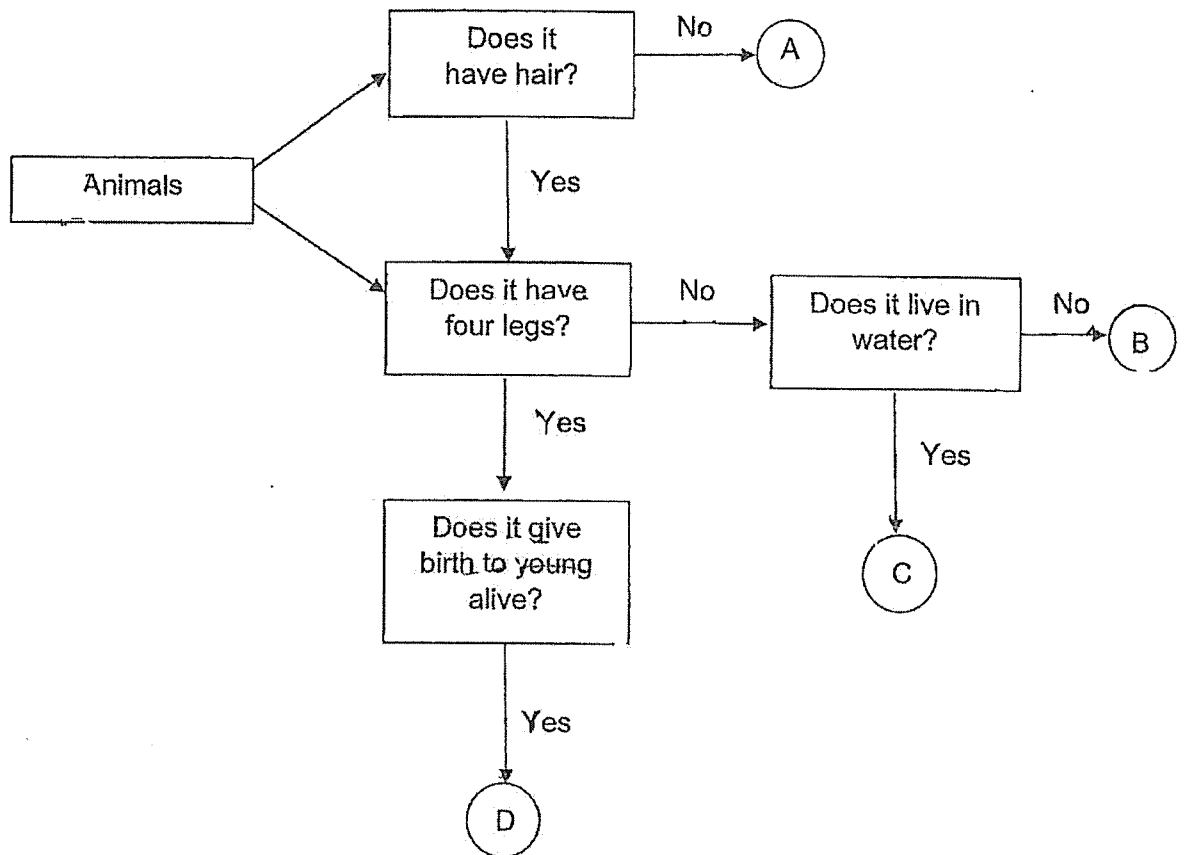 Does it
have hair?
No
A
Animals
Yes
Does it have
four legs?
No
Does it live in
water?
No
B
Yes
Yes
Does it give
birth to young
alive?
C
Yes
D